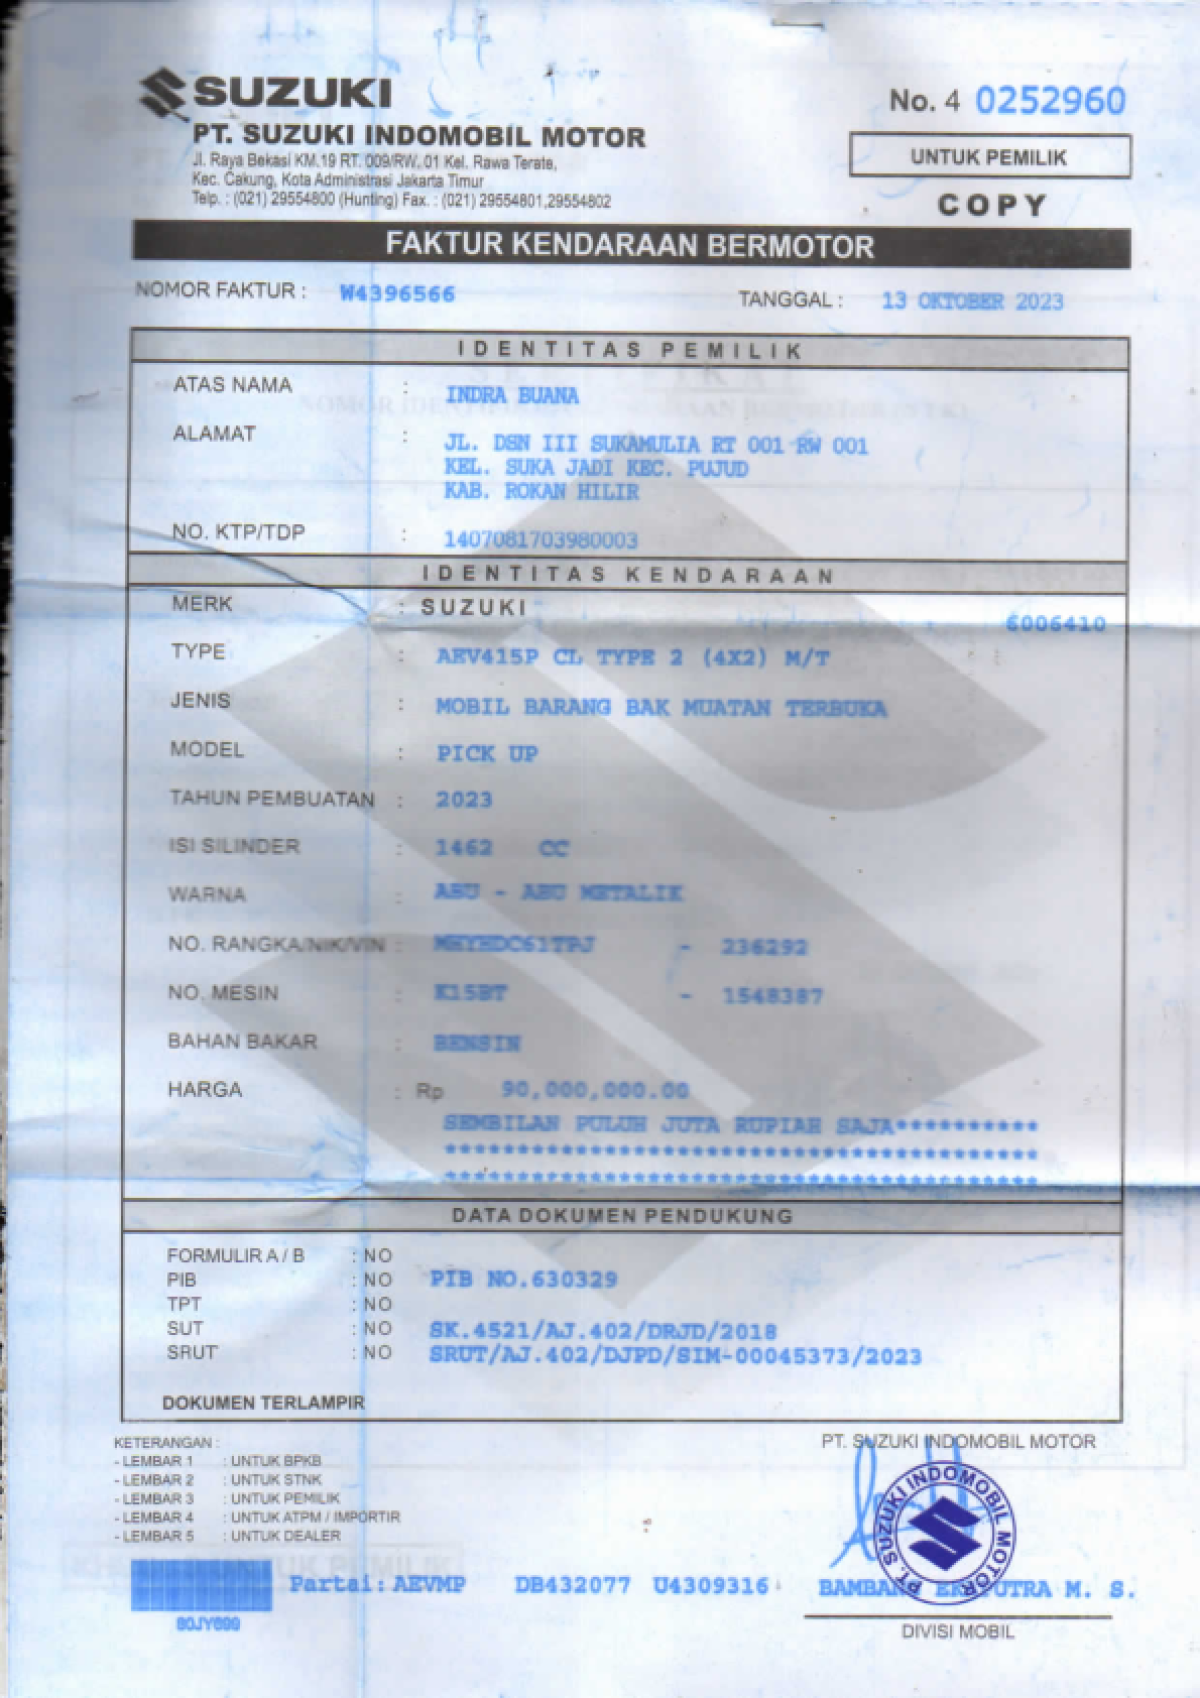 SUZUKI
PT. SUZUKI INDOMOBIL MOTOR
Jl. Raya Bekasi KM.19 RT. 009/RW. 01 Kel. Rawa Terate,
Kec. Cakung, Kota Administrasi Jakarta Timur
Telp. : (021) 29554800 (Hunting) Fax. : (021) 29554801,29554802
No. 4 0252960
UNTUK PEMILIK
COPY
FAKTUR KENDARAAN BERMOTOR
NOMOR FAKTUR : W4396566
TANGGAL : 13 OKTOBER 2023
IDENTITAS PEMILIK
ATAS NAMA : INDRA BUANA
ALAMAT : JL. DSN III SUKAMULIA RT 001 RW 001
KEL. SUKA JADI KEC. PUJUD
KAB. ROKAN HILIR
NO. KTP/TDP : 1407081703980003
IDENTITAS KENDARAAN
MERK : SUZUKI
6006410
TYPE : AEV415P CL TYPE 2 (4X2) M/T
JENIS : MOBIL BARANG BAK MUATAN TERBUKA
MODEL : PICK UP
TAHUN PEMBUATAN : 2023
ISI SILINDER : 1462 CC
WARNA : ABU - ABU METALIK
NO. RANGKA/NIK/VIN : MHYHDC61TPJ - 236292
NO. MESIN : K15BT - 1548387
BAHAN BAKAR : BENSIN
HARGA : Rp 90,000,000.00
SEMBILAN PULUH JUTA RUPIAH SAJA**********
*****************************************
*****************************************
DATA DOKUMEN PENDUKUNG
FORMULIR A / B : NO
PIB : NO PIB NO.630329
TPT : NO
SUT : NO SK.4521/AJ.402/DRJD/2018
SRUT : NO SRUT/AJ.402/DJPD/SIM-00045373/2023
DOKUMEN TERLAMPIR
KETERANGAN :
- LEMBAR 1 : UNTUK BPKB
- LEMBAR 2 : UNTUK STNK
- LEMBAR 3 : UNTUK PEMILIK
- LEMBAR 4 : UNTUK ATPM / IMPORTIR
- LEMBAR 5 : UNTUK DEALER
PT. SUZUKI INDOMOBIL MOTOR
PT. SUZUKI INDOMOBIL MOTOR
Partai: AEVMP DB432077 U4309316
M. S.
80JY699
DIVISI MOBIL